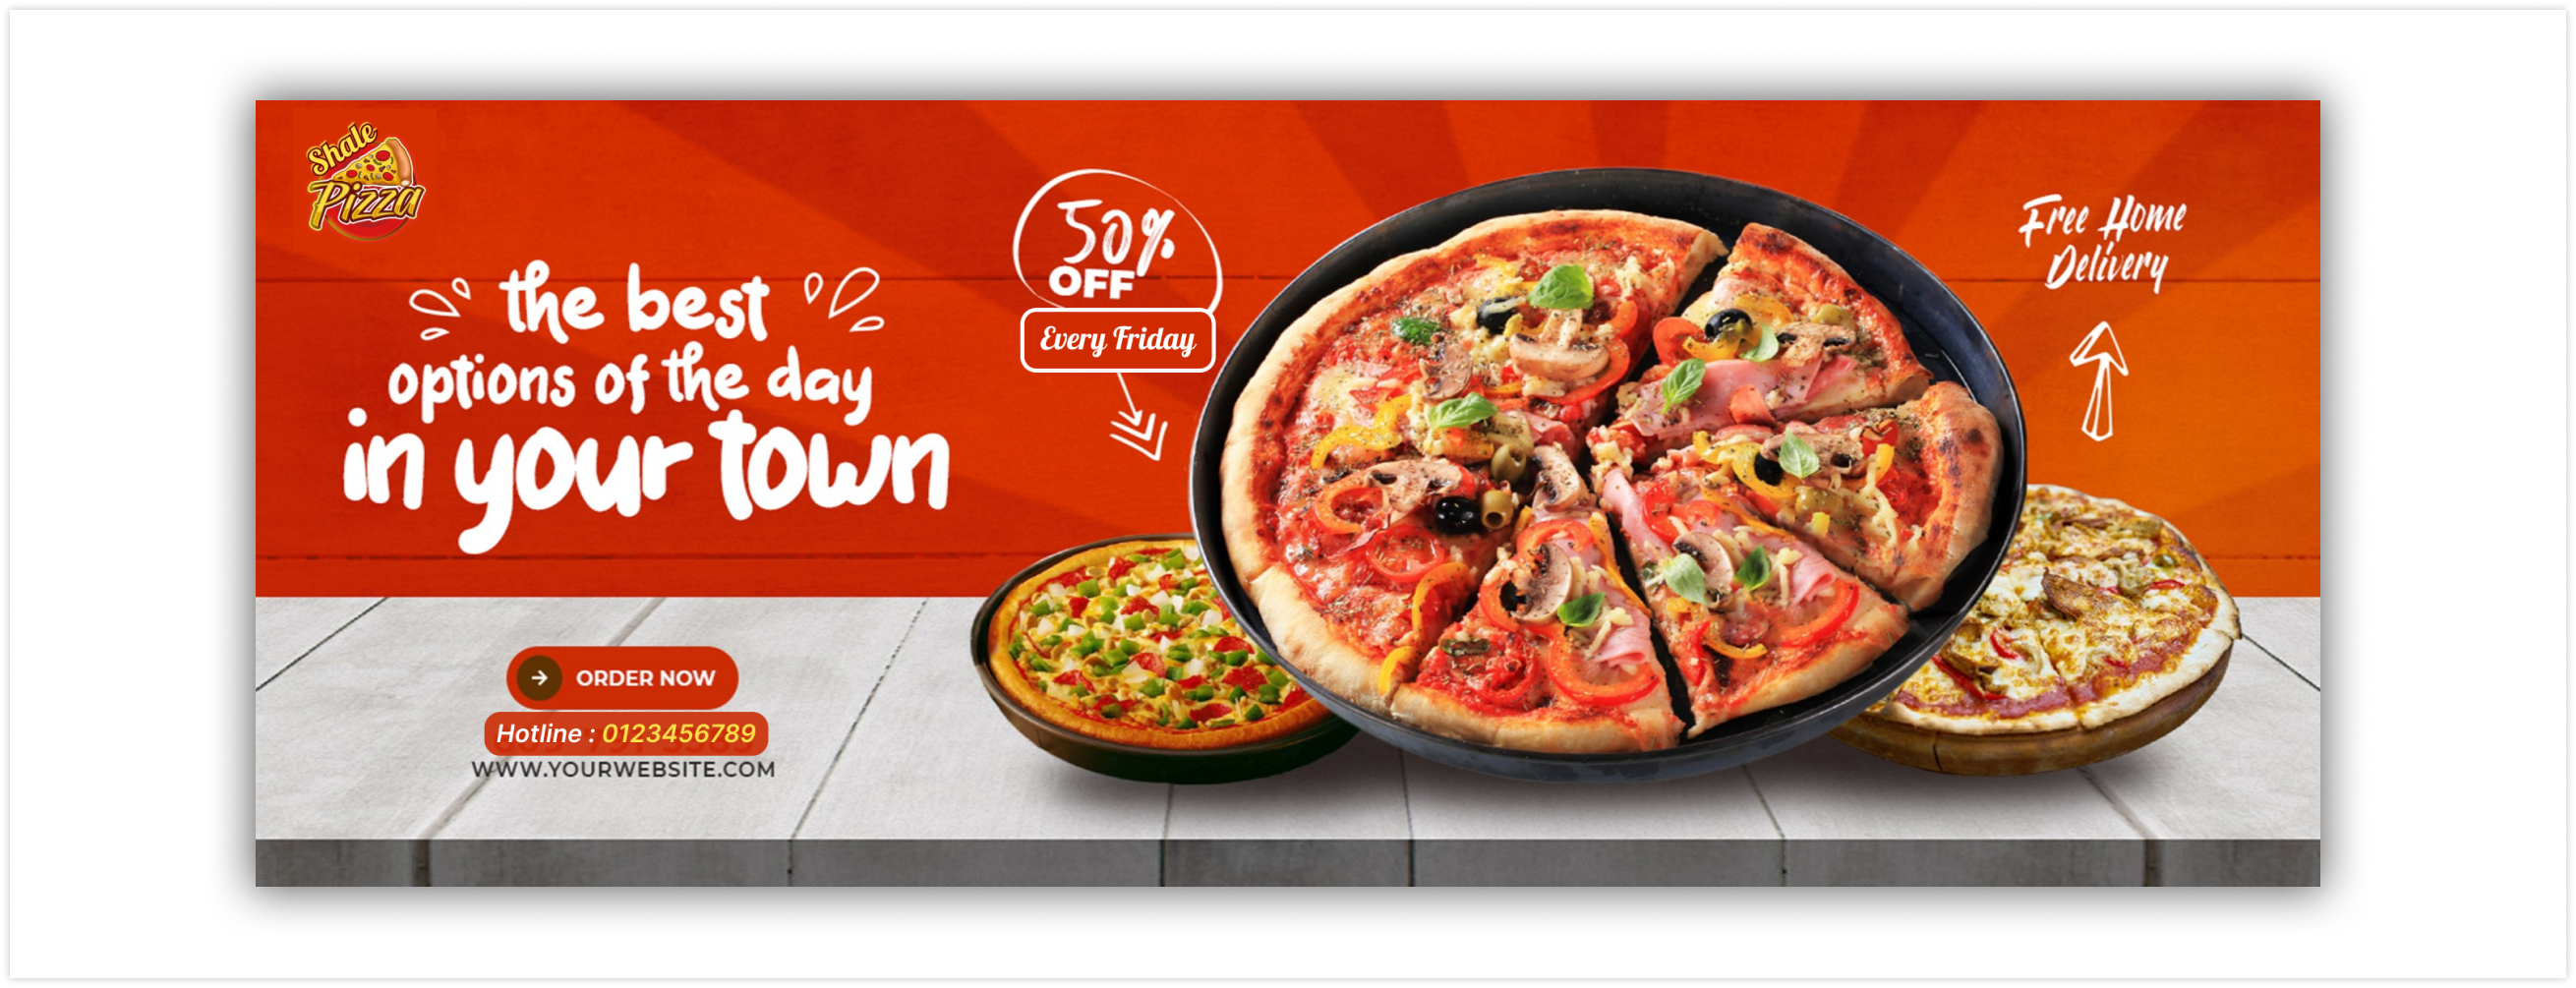 Shale
Pizza
the best
options of the day
in your town
50%
OFF
Every Friday
Free Home
Delivery
ORDER NOW
Hotline : 0123456789
WWW.YOURWEBSITE.COM